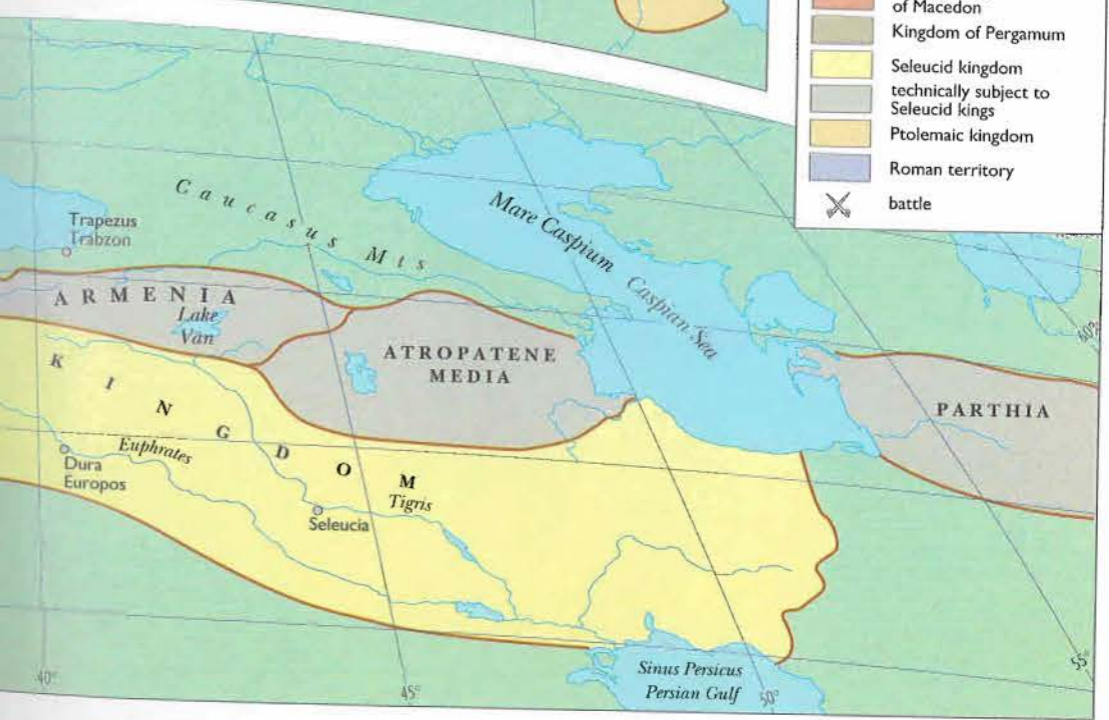 of Macedon
Kingdom of Pergamum
Seleucid kingdom
technically subject to
Seleucid kings
Ptolemaic kingdom
Roman territory
battle
Caucasus Mts
Mare Caspium
Caspian Sea
Trapezus
Trabzon
ARMENIA
Lake
Van
ATROPATENE
MEDIA
PARTHIA
KINGDOM
Euphrates
Dura
Europos
Tigris
Seleucia
Sinus Persicus
Persian Gulf
40°
45°
50°
55°
60°